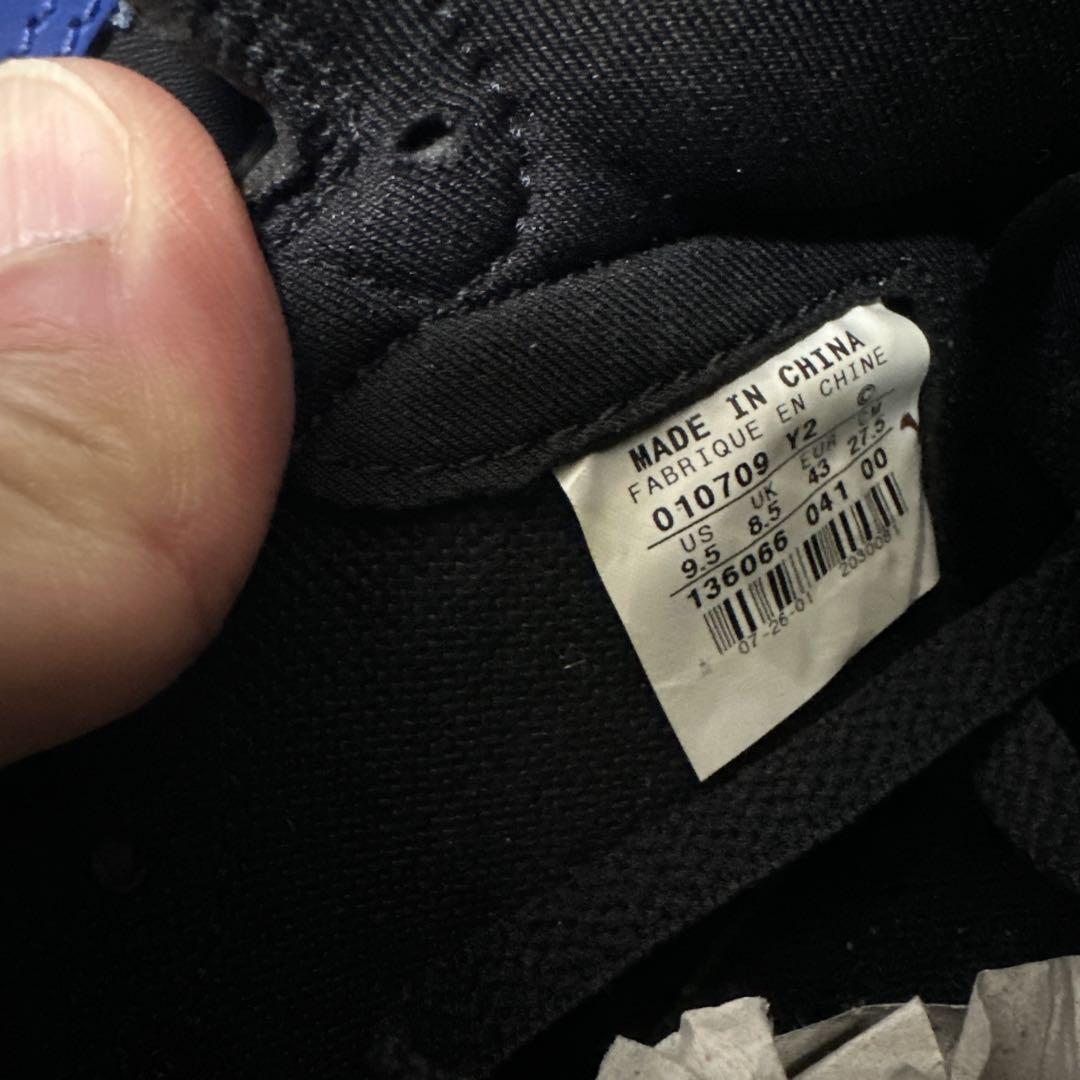 MADE IN CHINA
FABRIQUE EN CHINE
010709 Y2 ©
US UK EUR CM
9.5 8.5 43 27.5
136066 041 00
07-26-01 2030081